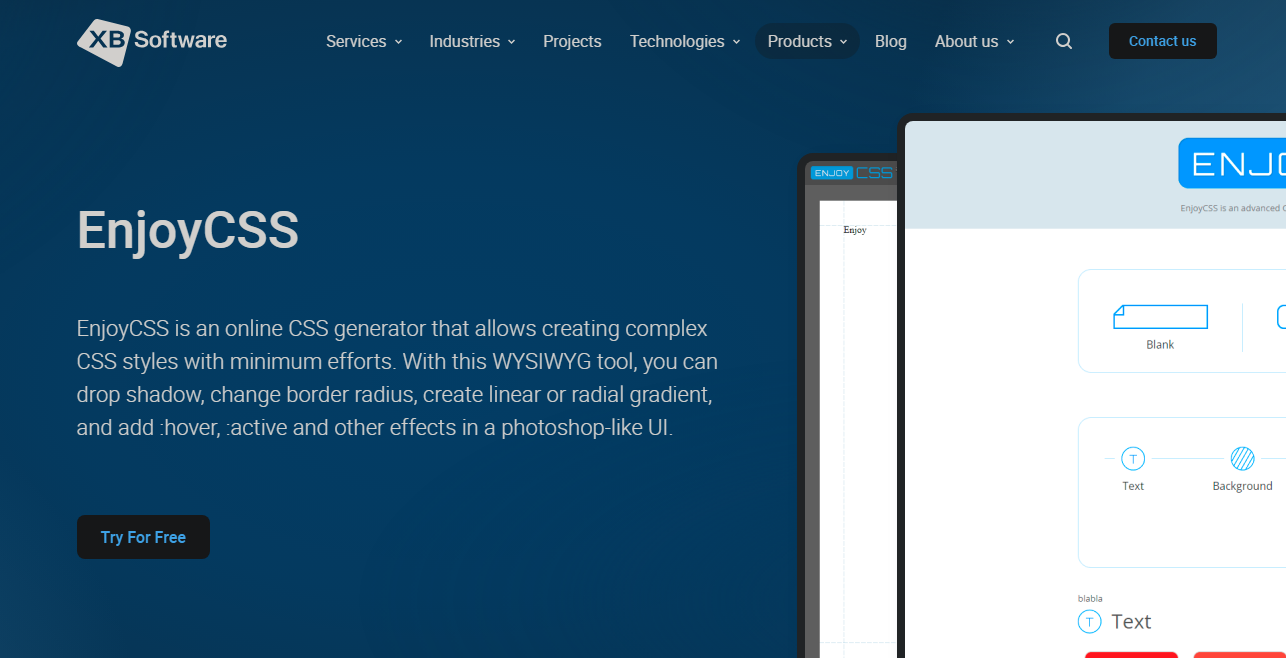 XB Software
Services Industries Projects Technologies Products Blog About us Contact us
EnjoyCSS
EnjoyCSS is an online CSS generator that allows creating complex
CSS styles with minimum efforts. With this WYSIWYG tool, you can
drop shadow, change border radius, create linear or radial gradient,
and add :hover, :active and other effects in a photoshop-like UI.
Try For Free
ENJOY CSS
Enjoy
ENJO
EnjoyCSS is an advanced
Blank
T T
Text Background
blabla
T Text